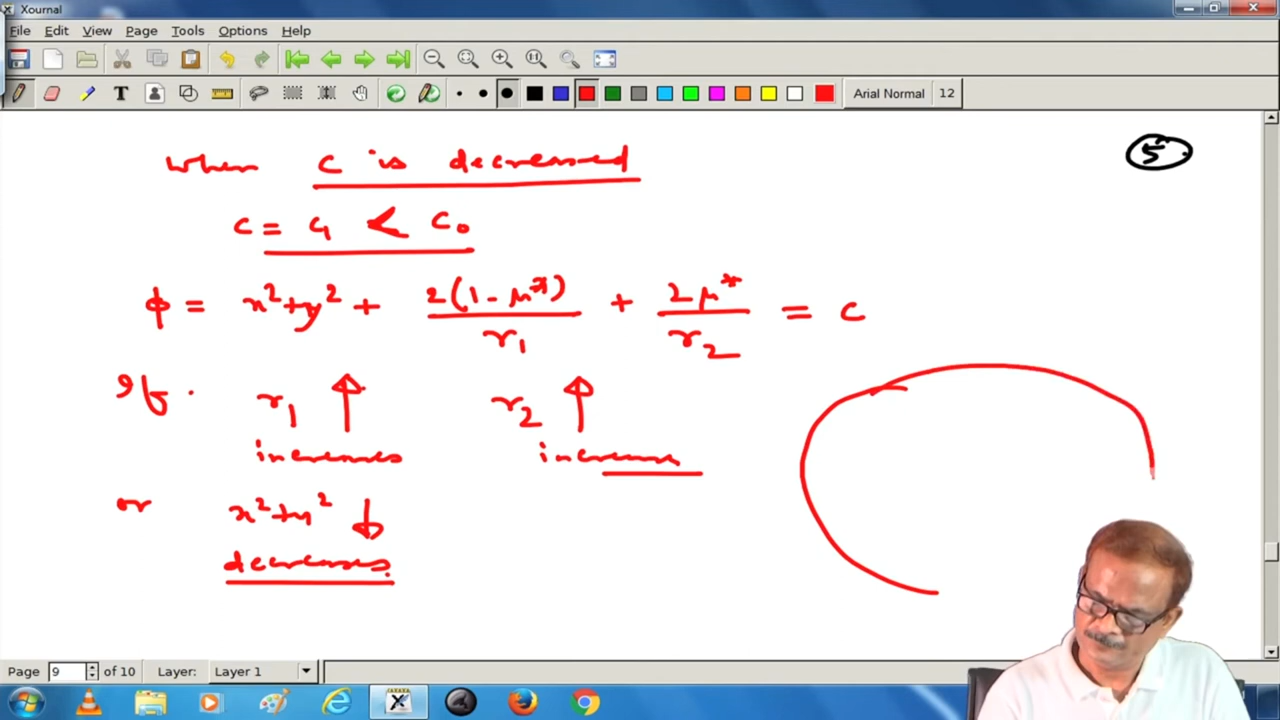 Xournal
File Edit View Page Tools Options Help
Arial Normal 12
5
when c is decreased
c = c₁ < c₀
ϕ = x² + y² + 2(1 - μ*) / r₁ + 2μ* / r₂ = c
If. r₁ ↑ r₂ ↑
increases increase
or x² + y² ↓
decreases.
Page 9 of 10 Layer: Layer 1